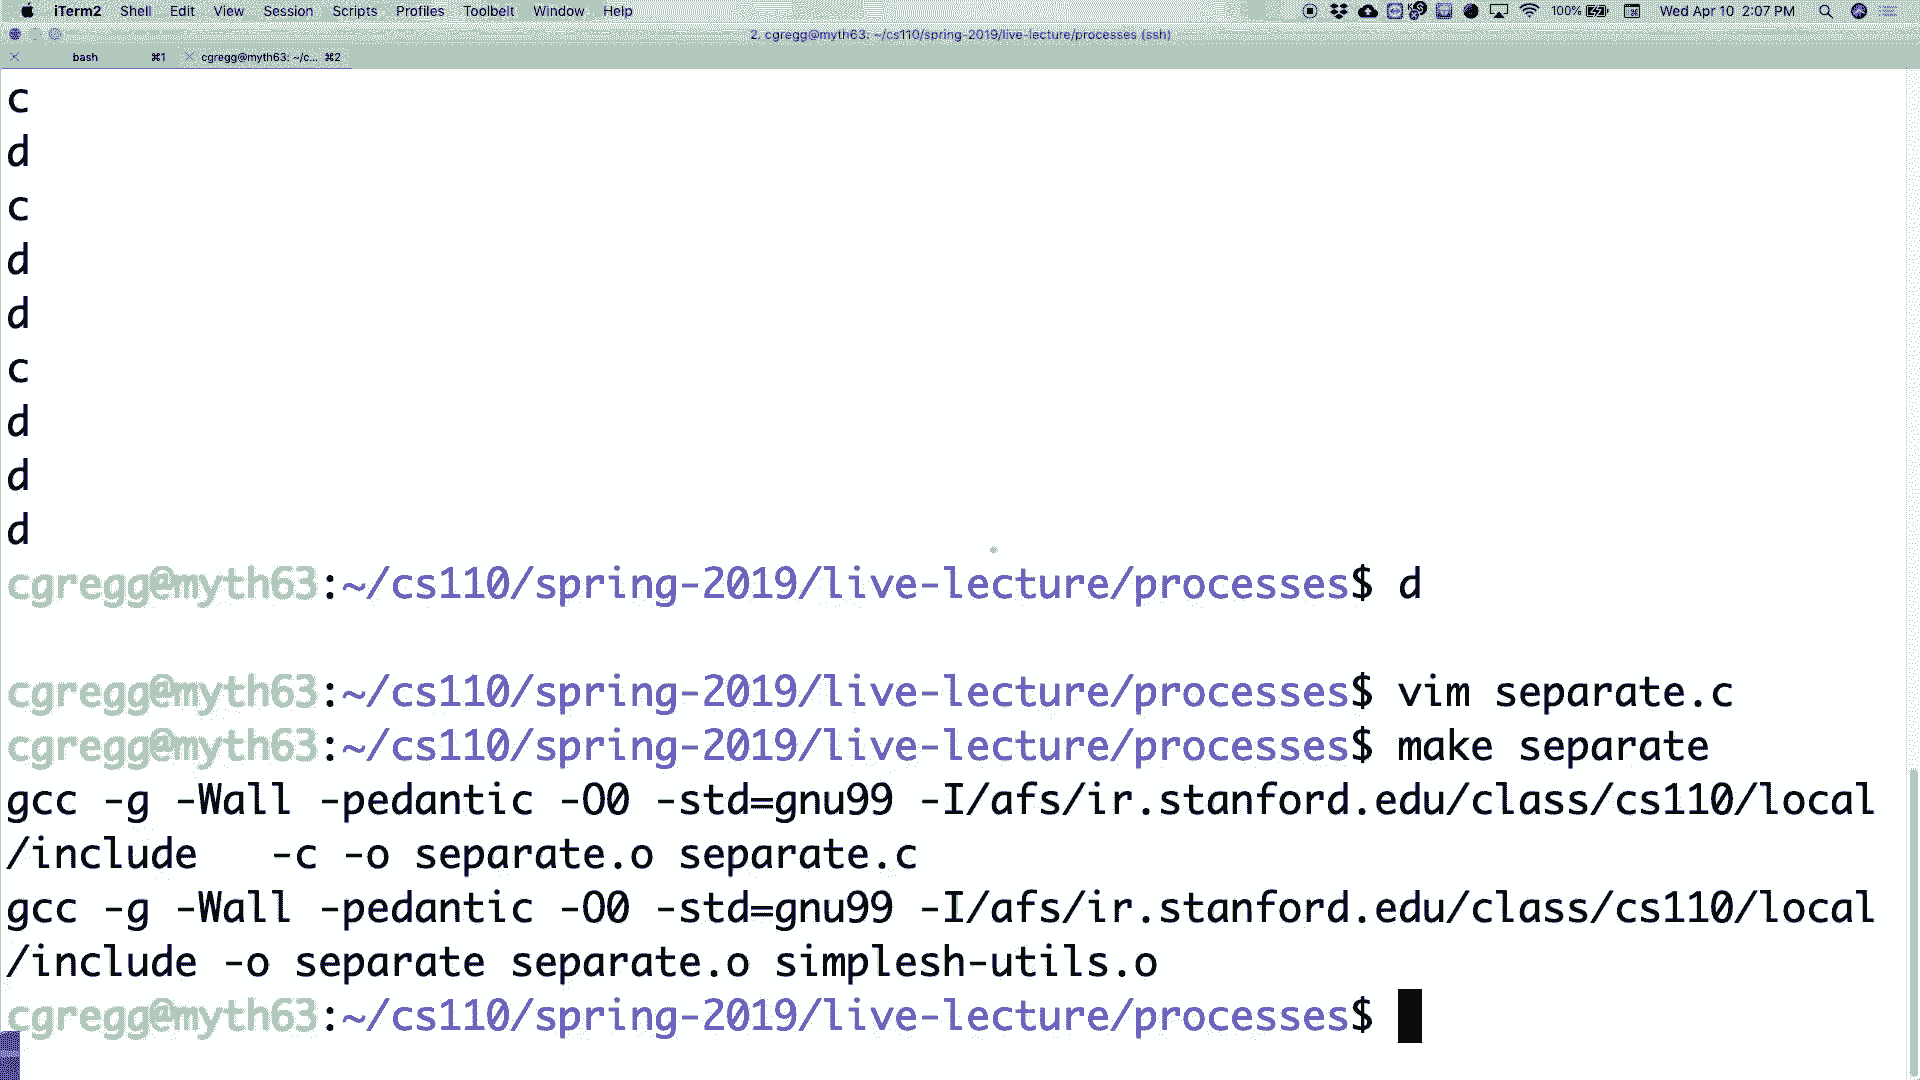 iTerm2 Shell Edit View Session Scripts Profiles Toolbelt Window Help 100% Wed Apr 10 2:07 PM
2. cgregg@myth63: ~/cs110/spring-2019/live-lecture/processes (ssh)
bash ⌘1 cgregg@myth63: ~/c... ⌘2
c
d
c
d
d
c
d
d
d
cgregg@myth63:~/cs110/spring-2019/live-lecture/processes$ d
cgregg@myth63:~/cs110/spring-2019/live-lecture/processes$ vim separate.c
cgregg@myth63:~/cs110/spring-2019/live-lecture/processes$ make separate
gcc -g -Wall -pedantic -O0 -std=gnu99 -I/afs/ir.stanford.edu/class/cs110/local
/include   -c -o separate.o separate.c
gcc -g -Wall -pedantic -O0 -std=gnu99 -I/afs/ir.stanford.edu/class/cs110/local
/include -o separate separate.o simplesh-utils.o
cgregg@myth63:~/cs110/spring-2019/live-lecture/processes$